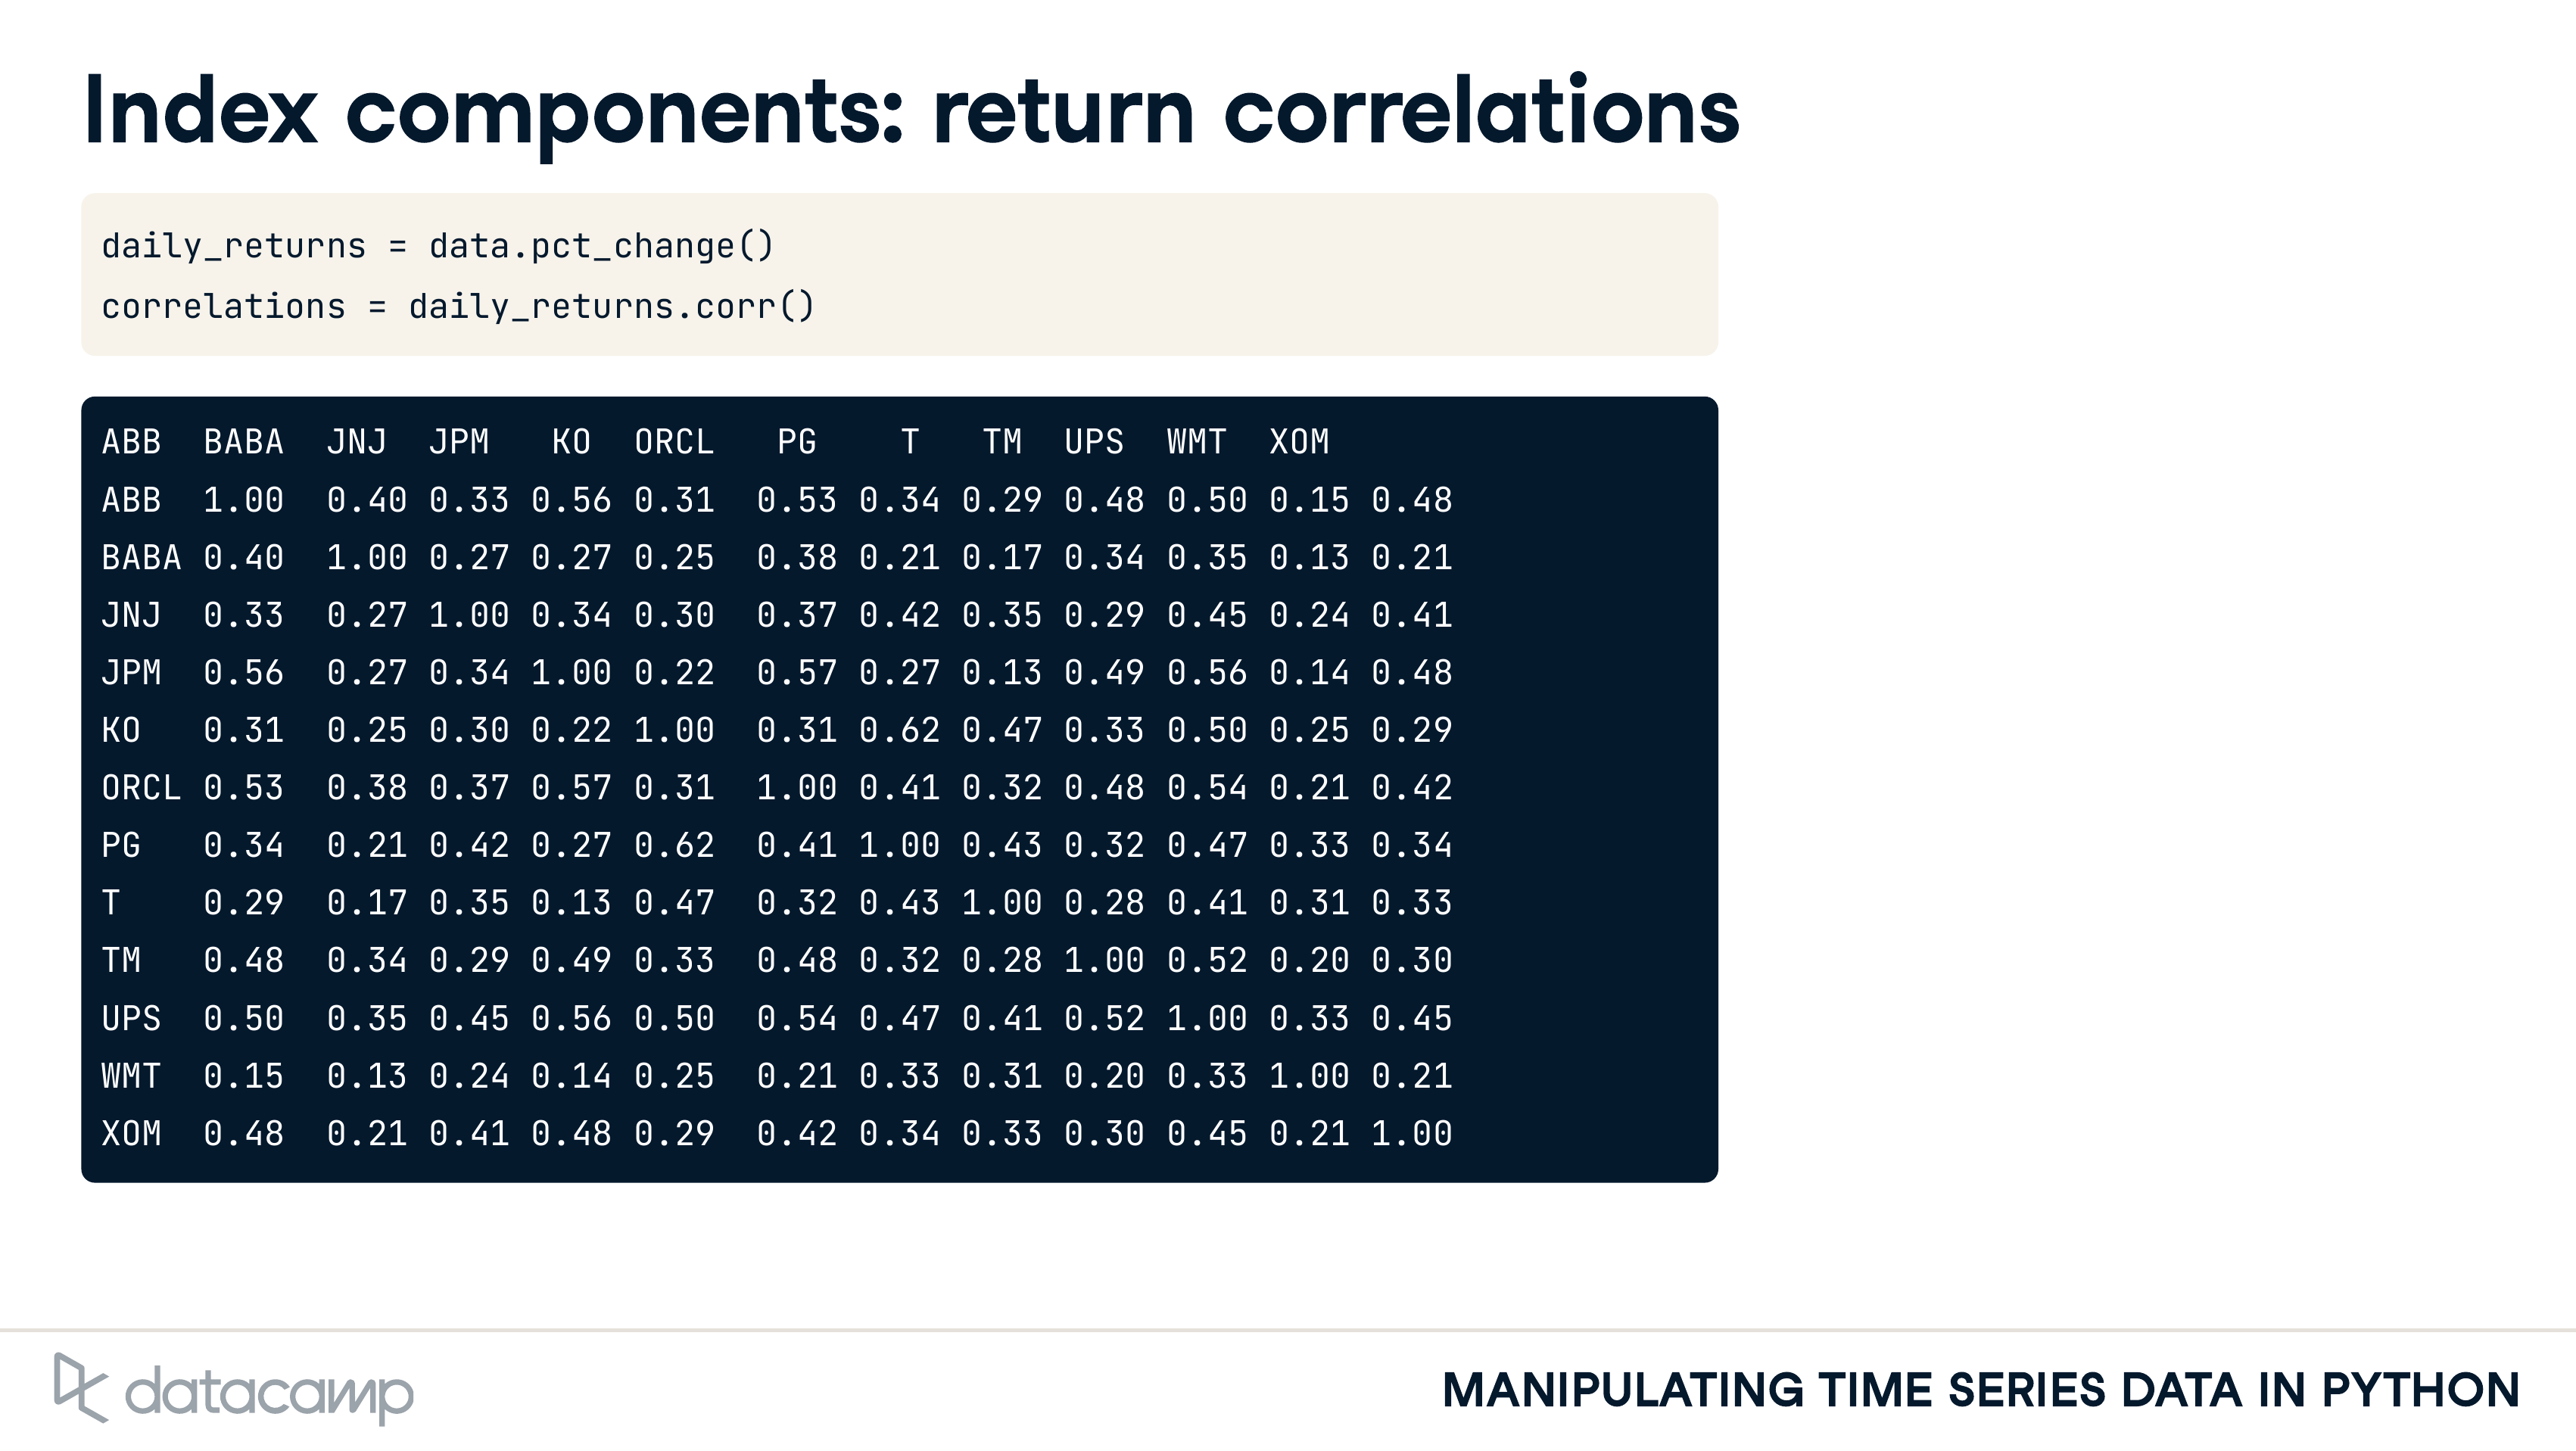 Index components: return correlations
daily_returns = data.pct_change()
correlations = daily_returns.corr()
ABB  BABA  JNJ  JPM   KO  ORCL   PG    T   TM  UPS  WMT  XOM
ABB  1.00  0.40 0.33 0.56 0.31  0.53 0.34 0.29 0.48 0.50 0.15 0.48
BABA 0.40  1.00 0.27 0.27 0.25  0.38 0.21 0.17 0.34 0.35 0.13 0.21
JNJ  0.33  0.27 1.00 0.34 0.30  0.37 0.42 0.35 0.29 0.45 0.24 0.41
JPM  0.56  0.27 0.34 1.00 0.22  0.57 0.27 0.13 0.49 0.56 0.14 0.48
KO   0.31  0.25 0.30 0.22 1.00  0.31 0.62 0.47 0.33 0.50 0.25 0.29
ORCL 0.53  0.38 0.37 0.57 0.31  1.00 0.41 0.32 0.48 0.54 0.21 0.42
PG   0.34  0.21 0.42 0.27 0.62  0.41 1.00 0.43 0.32 0.47 0.33 0.34
T    0.29  0.17 0.35 0.13 0.47  0.32 0.43 1.00 0.28 0.41 0.31 0.33
TM   0.48  0.34 0.29 0.49 0.33  0.48 0.32 0.28 1.00 0.52 0.20 0.30
UPS  0.50  0.35 0.45 0.56 0.50  0.54 0.47 0.41 0.52 1.00 0.33 0.45
WMT  0.15  0.13 0.24 0.14 0.25  0.21 0.33 0.31 0.20 0.33 1.00 0.21
XOM  0.48  0.21 0.41 0.48 0.29  0.42 0.34 0.33 0.30 0.45 0.21 1.00
datacamp
MANIPULATING TIME SERIES DATA IN PYTHON